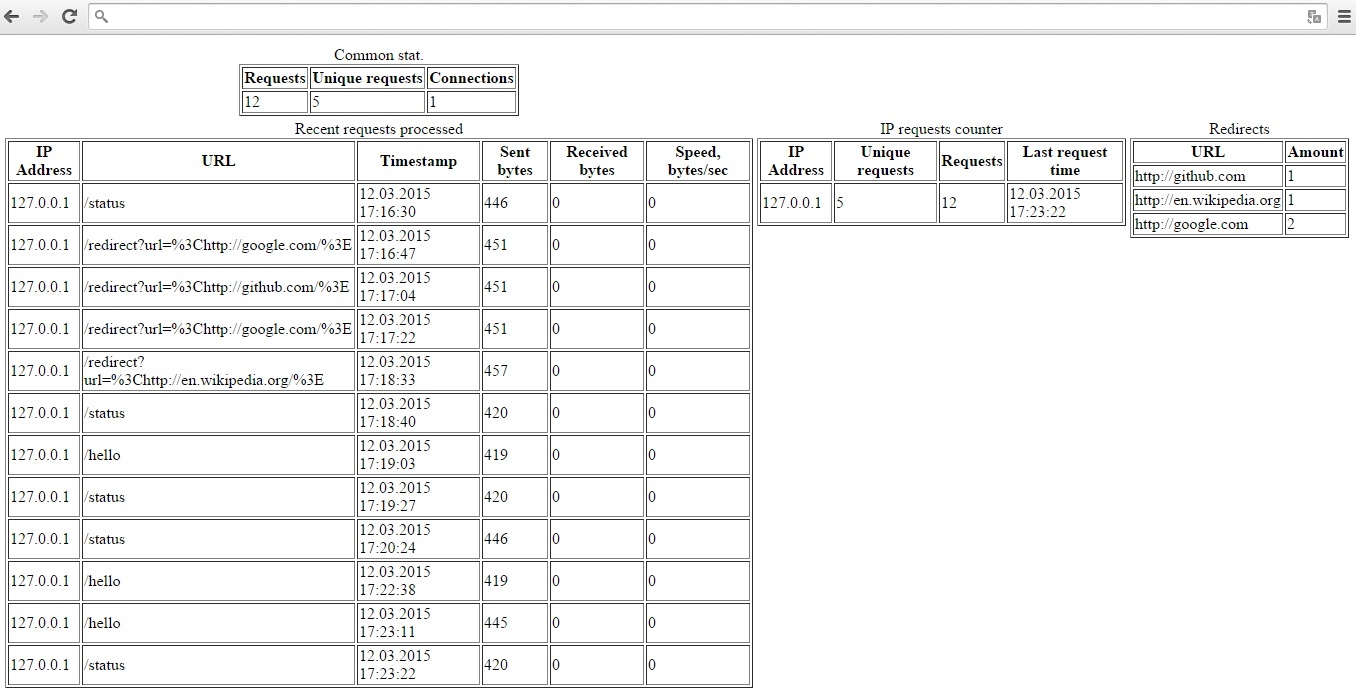 Common stat.
Requests Unique requests Connections
12 5 1
Recent requests processed
IP Address URL Timestamp Sent bytes Received bytes Speed, bytes/sec
127.0.0.1 /status 12.03.2015 17:16:30 446 0 0
127.0.0.1 /redirect?url=%3Chttp://google.com/%3E 12.03.2015 17:16:47 451 0 0
127.0.0.1 /redirect?url=%3Chttp://github.com/%3E 12.03.2015 17:17:04 451 0 0
127.0.0.1 /redirect?url=%3Chttp://google.com/%3E 12.03.2015 17:17:22 451 0 0
127.0.0.1 /redirect?url=%3Chttp://en.wikipedia.org/%3E 12.03.2015 17:18:33 457 0 0
127.0.0.1 /status 12.03.2015 17:18:40 420 0 0
127.0.0.1 /hello 12.03.2015 17:19:03 419 0 0
127.0.0.1 /status 12.03.2015 17:19:27 420 0 0
127.0.0.1 /status 12.03.2015 17:20:24 446 0 0
127.0.0.1 /hello 12.03.2015 17:22:38 419 0 0
127.0.0.1 /hello 12.03.2015 17:23:11 445 0 0
127.0.0.1 /status 12.03.2015 17:23:22 420 0 0
IP requests counter
IP Address Unique requests Requests Last request time
127.0.0.1 5 12 12.03.2015 17:23:22
Redirects
URL Amount
http://github.com 1
http://en.wikipedia.org 1
http://google.com 2